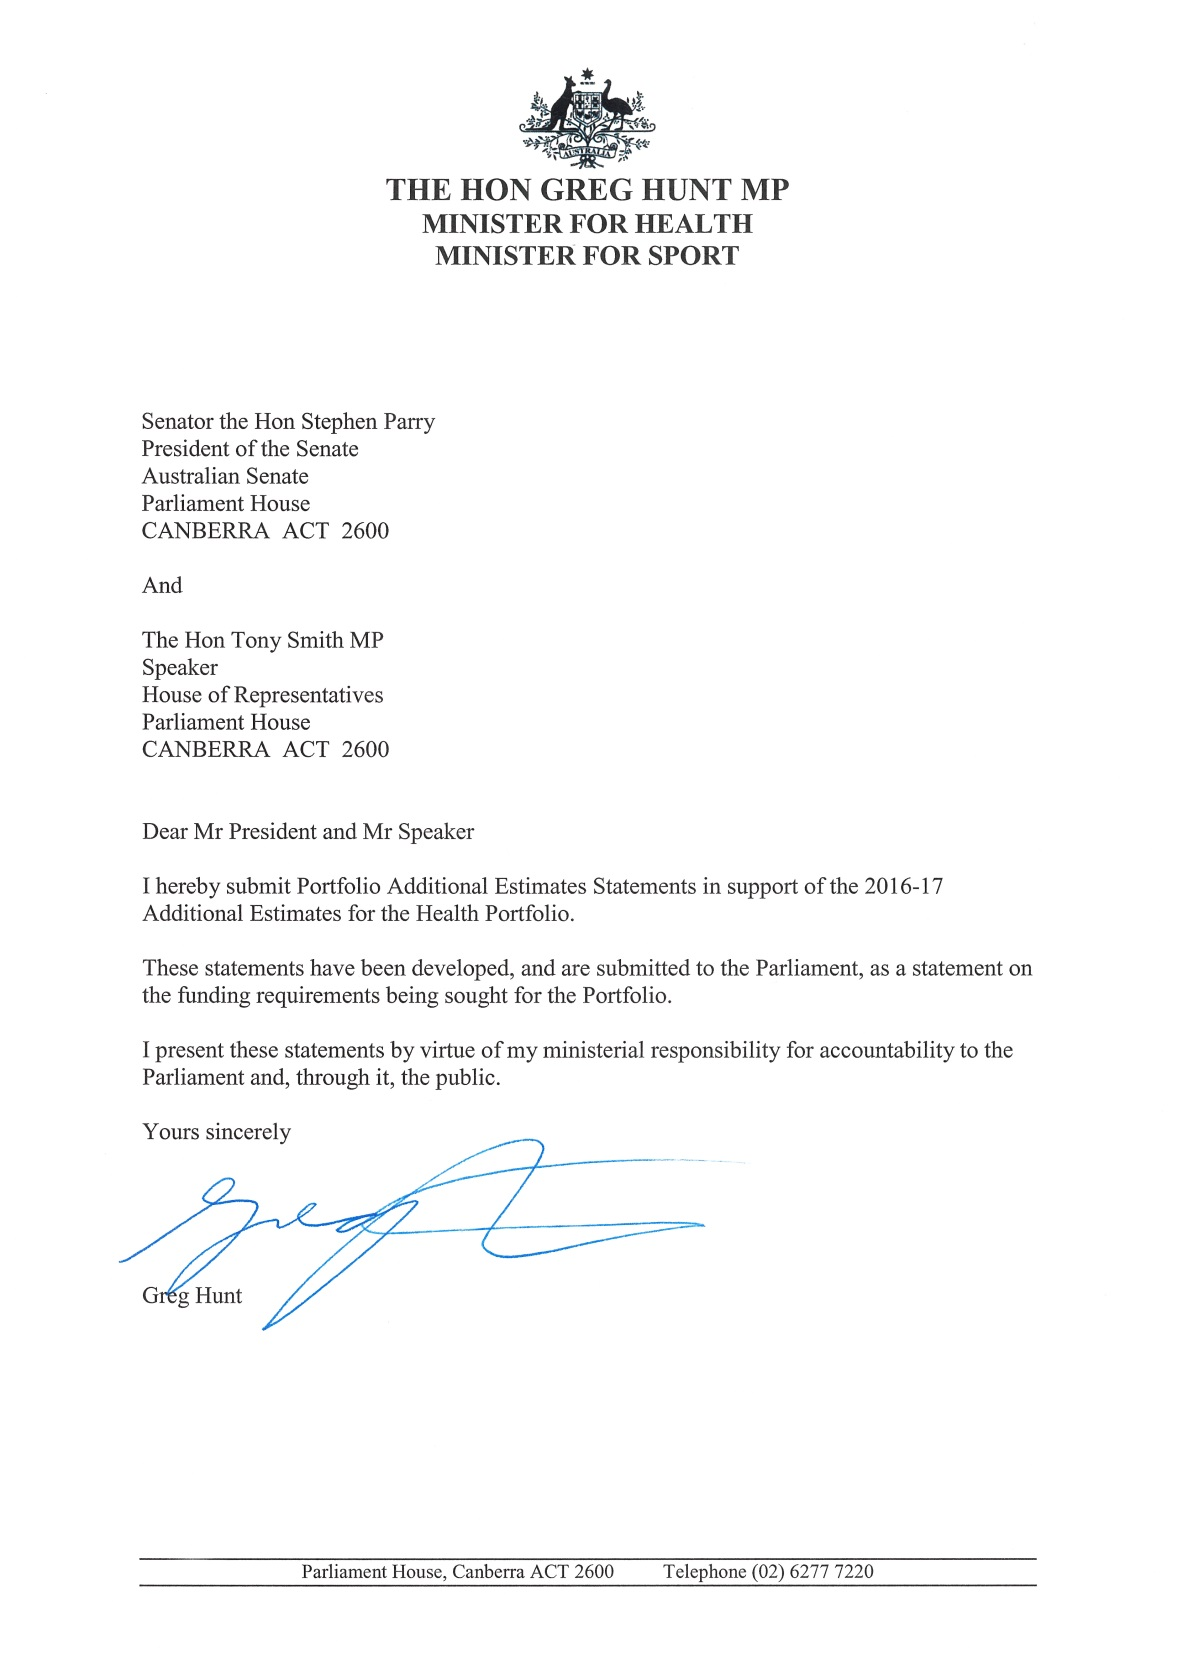 AUSTRALIA
THE HON GREG HUNT MP
MINISTER FOR HEALTH
MINISTER FOR SPORT
Senator the Hon Stephen Parry
President of the Senate
Australian Senate
Parliament House
CANBERRA ACT 2600
And
The Hon Tony Smith MP
Speaker
House of Representatives
Parliament House
CANBERRA ACT 2600
Dear Mr President and Mr Speaker
I hereby submit Portfolio Additional Estimates Statements in support of the 2016-17
Additional Estimates for the Health Portfolio.
These statements have been developed, and are submitted to the Parliament, as a statement on
the funding requirements being sought for the Portfolio.
I present these statements by virtue of my ministerial responsibility for accountability to the
Parliament and, through it, the public.
Yours sincerely
Greg Hunt
Parliament House, Canberra ACT 2600 Telephone (02) 6277 7220